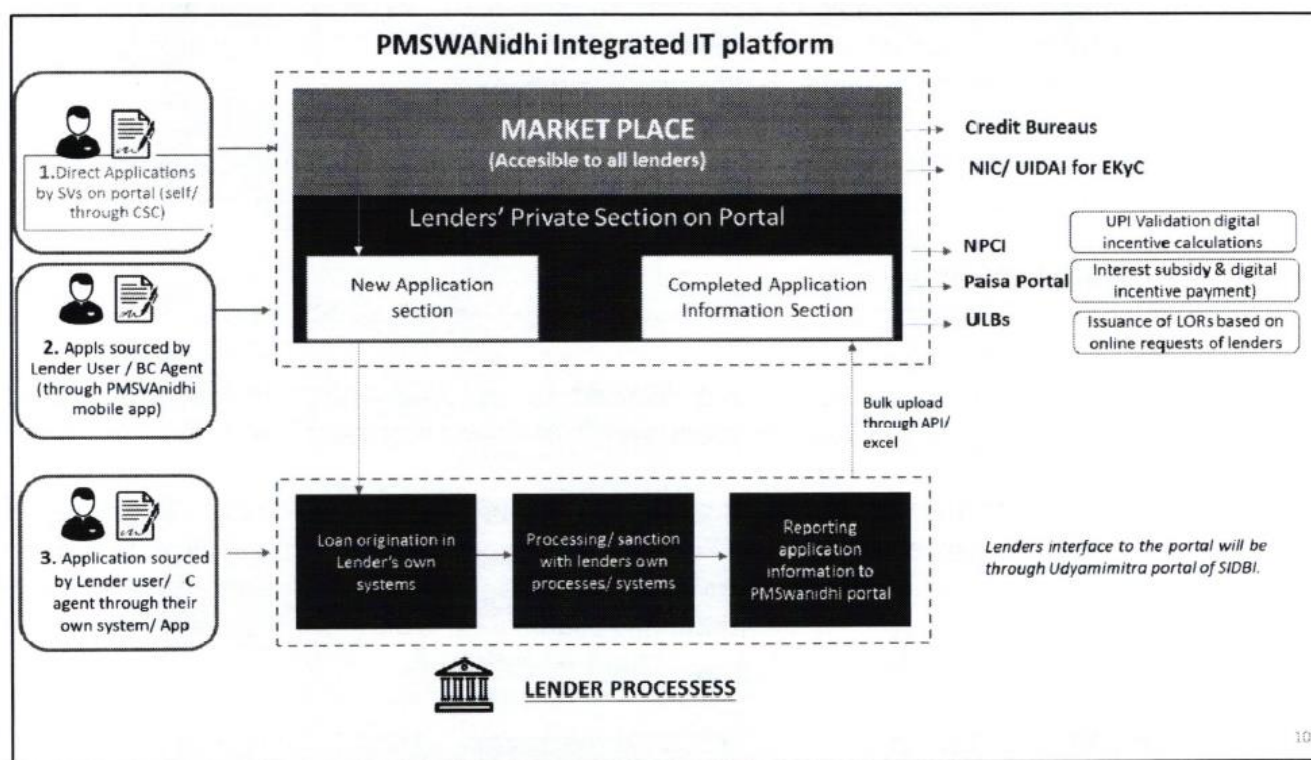 PMSWANidhi Integrated IT platform
1.Direct Applications
by SVs on portal (self/
through CSC)
2. Appls sourced by
Lender User / BC Agent
(through PMSVAnidhi
mobile app)
3. Application sourced
by Lender user/ C
agent through their
own system/ App
MARKET PLACE
(Accesible to all lenders)
Lenders' Private Section on Portal
New Application
section
Completed Application
Information Section
Credit Bureaus
NIC/ UIDAI for EKyC
NPCI
UPI Validation digital
incentive calculations
Paisa Portal
Interest subsidy & digital
incentive payment)
ULBs
Issuance of LORs based on
online requests of lenders
Bulk upload
through API/
excel
Loan origination in
Lender's own
systems
Processing/ sanction
with lenders own
processes/ systems
Reporting
application
information to
PMSwanidhi portal
Lenders interface to the portal will be
through Udyamimitra portal of SIDBI.
LENDER PROCESSESS
10